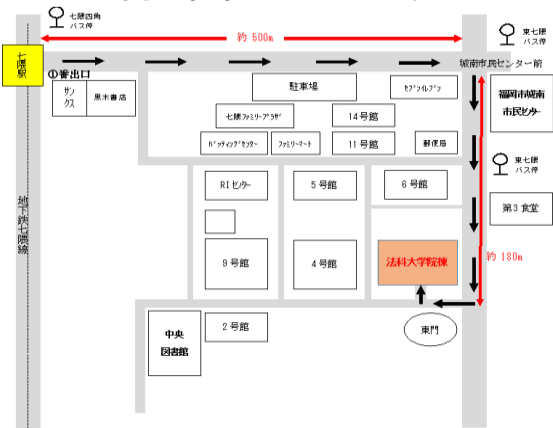 七隈四角
バス停
約 500m
東七隈
バス停
七隈駅
①番出口
城南市民センター前
サンクス
黒木書店
駐車場
セブンイレブン
福岡市城南
市民センター
七隈ファミリープラザ
14号館
バッティングセンター
ファミリーマート
11号館
郵便局
東七隈
バス停
RIセンター
5号館
6号館
第3食堂
地下鉄七隈線
9号館
4号館
法科大学院棟
約 180m
中央
図書館
2号館
東門